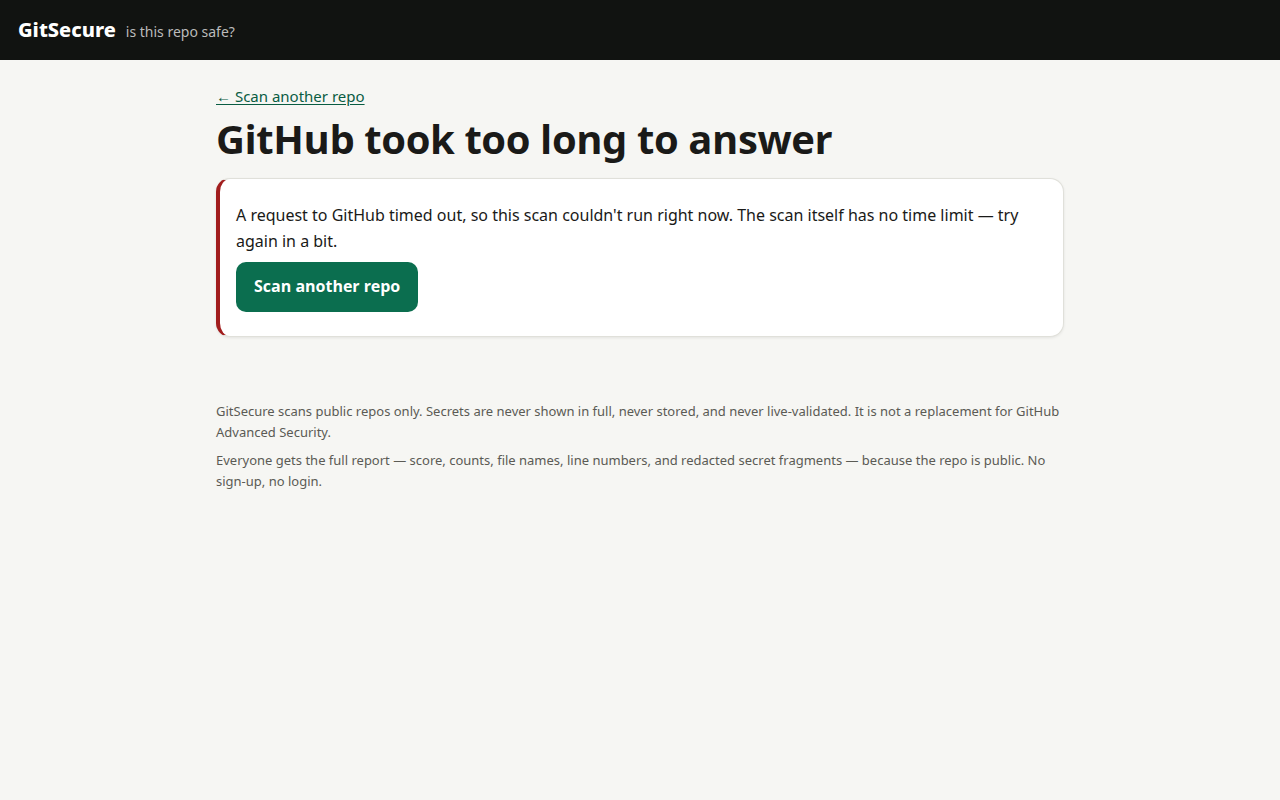 GitSecure is this repo safe?
← Scan another repo
GitHub took too long to answer
A request to GitHub timed out, so this scan couldn't run right now. The scan itself has no time limit — try
again in a bit.
Scan another repo
GitSecure scans public repos only. Secrets are never shown in full, never stored, and never live-validated. It is not a replacement for GitHub
Advanced Security.
Everyone gets the full report — score, counts, file names, line numbers, and redacted secret fragments — because the repo is public. No
sign-up, no login.